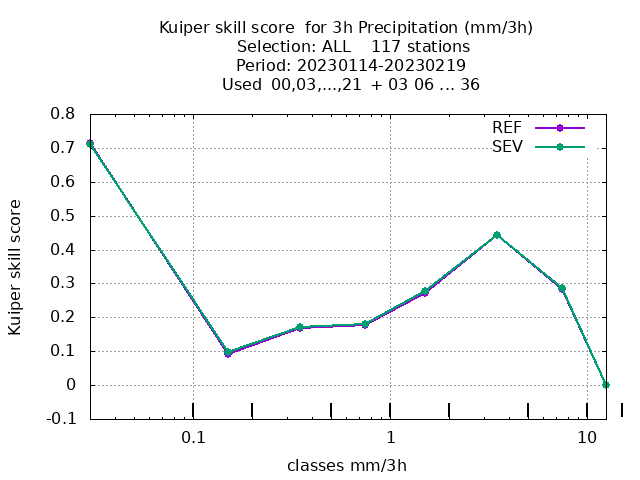 Kuiper skill score  for 3h Precipitation (mm/3h)
Selection: ALL    117 stations
Period: 20230114-20230219
Used  00,03,...,21  + 03 06 ... 36
REF
SEV
0.8
0.7
0.6
0.5
0.4
0.3
0.2
0.1
0
-0.1
Kuiper skill score
0.1
1
10
classes mm/3h